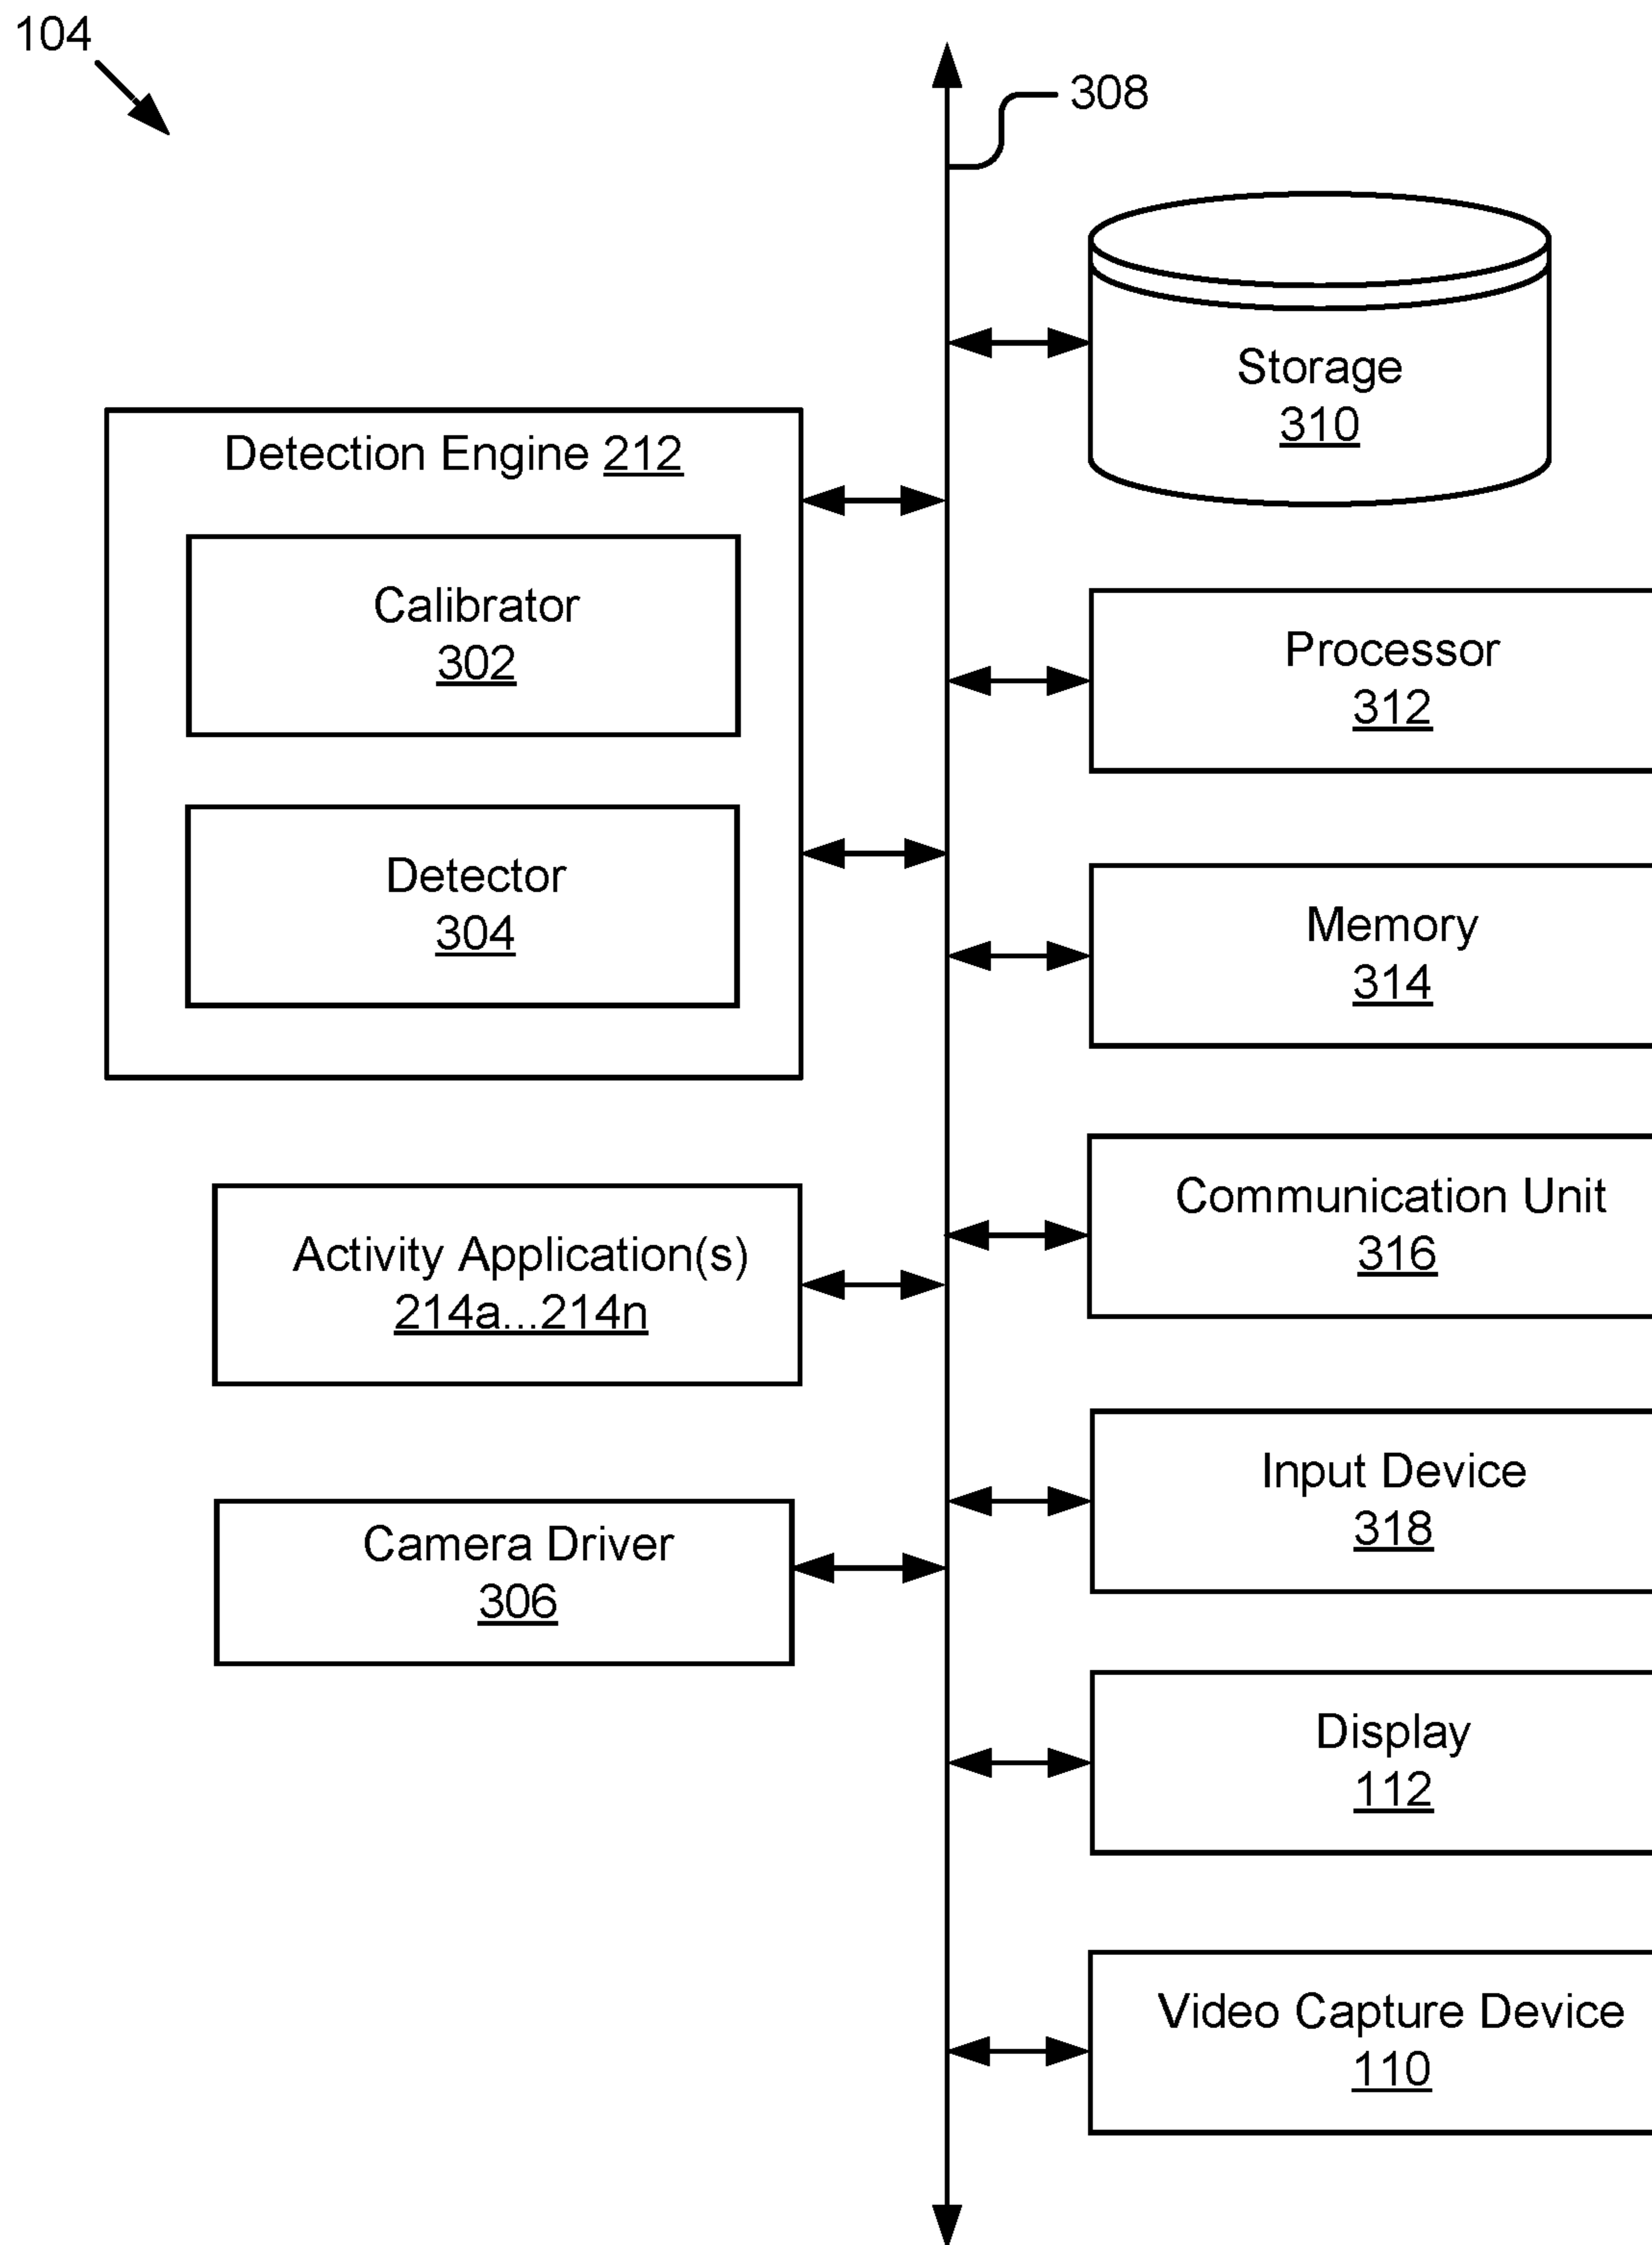 104
308
Storage
310
Detection Engine 212
Calibrator
302
Processor
312
Detector
304
Memory
314
Communication Unit
316
Activity Application(s)
214a...214n
Input Device
318
Camera Driver
306
Display
112
Video Capture Device
110